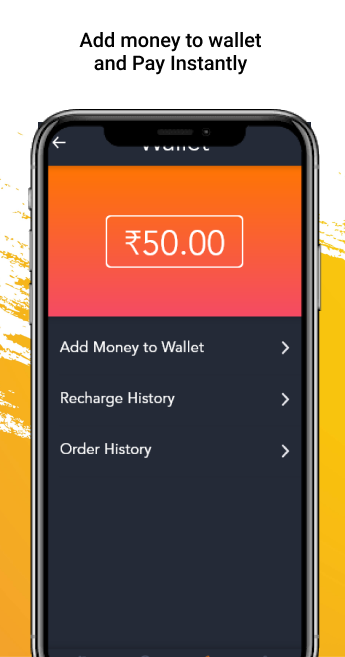 Add money to wallet
and Pay Instantly
Wallet
₹50.00
Add Money to Wallet
Recharge History
Order History